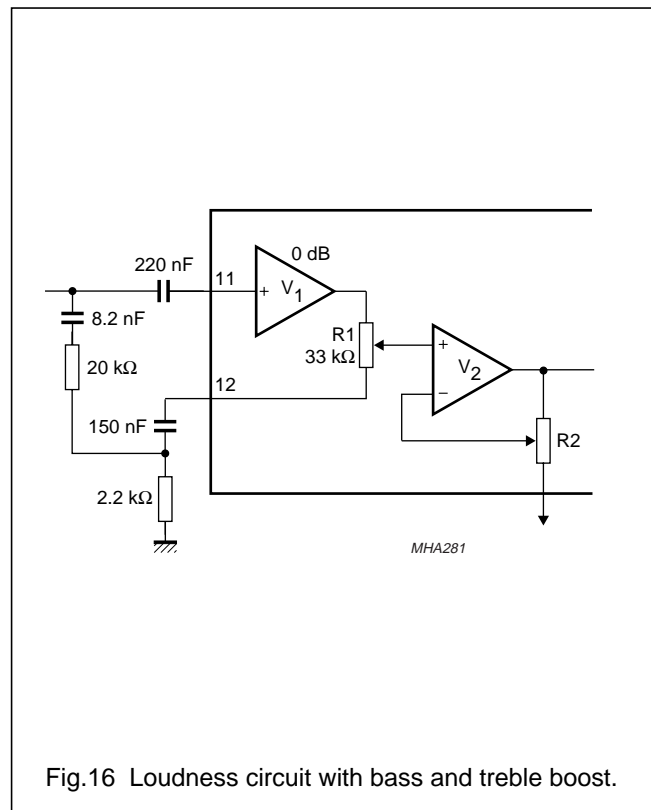 0 dB
220 nF
11
+
V1
8.2 nF
R1
33 kΩ
+
V2
20 kΩ
12
−
150 nF
R2
2.2 kΩ
MHA281
Fig.16 Loudness circuit with bass and treble boost.